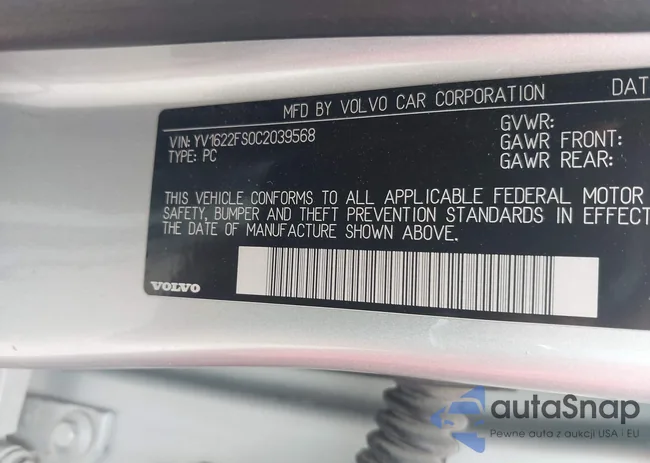 MFD BY VOLVO CAR CORPORATION DAT
VIN: YV1622FS0C2039568
TYPE: PC
GVWR:
GAWR FRONT:
GAWR REAR:
THIS VEHICLE CONFORMS TO ALL APPLICABLE FEDERAL MOTOR
SAFETY, BUMPER AND THEFT PREVENTION STANDARDS IN EFFECT
THE DATE OF MANUFACTURE SHOWN ABOVE.
VOLVO
autaSnap
Pewne auta z aukcji USA i EU